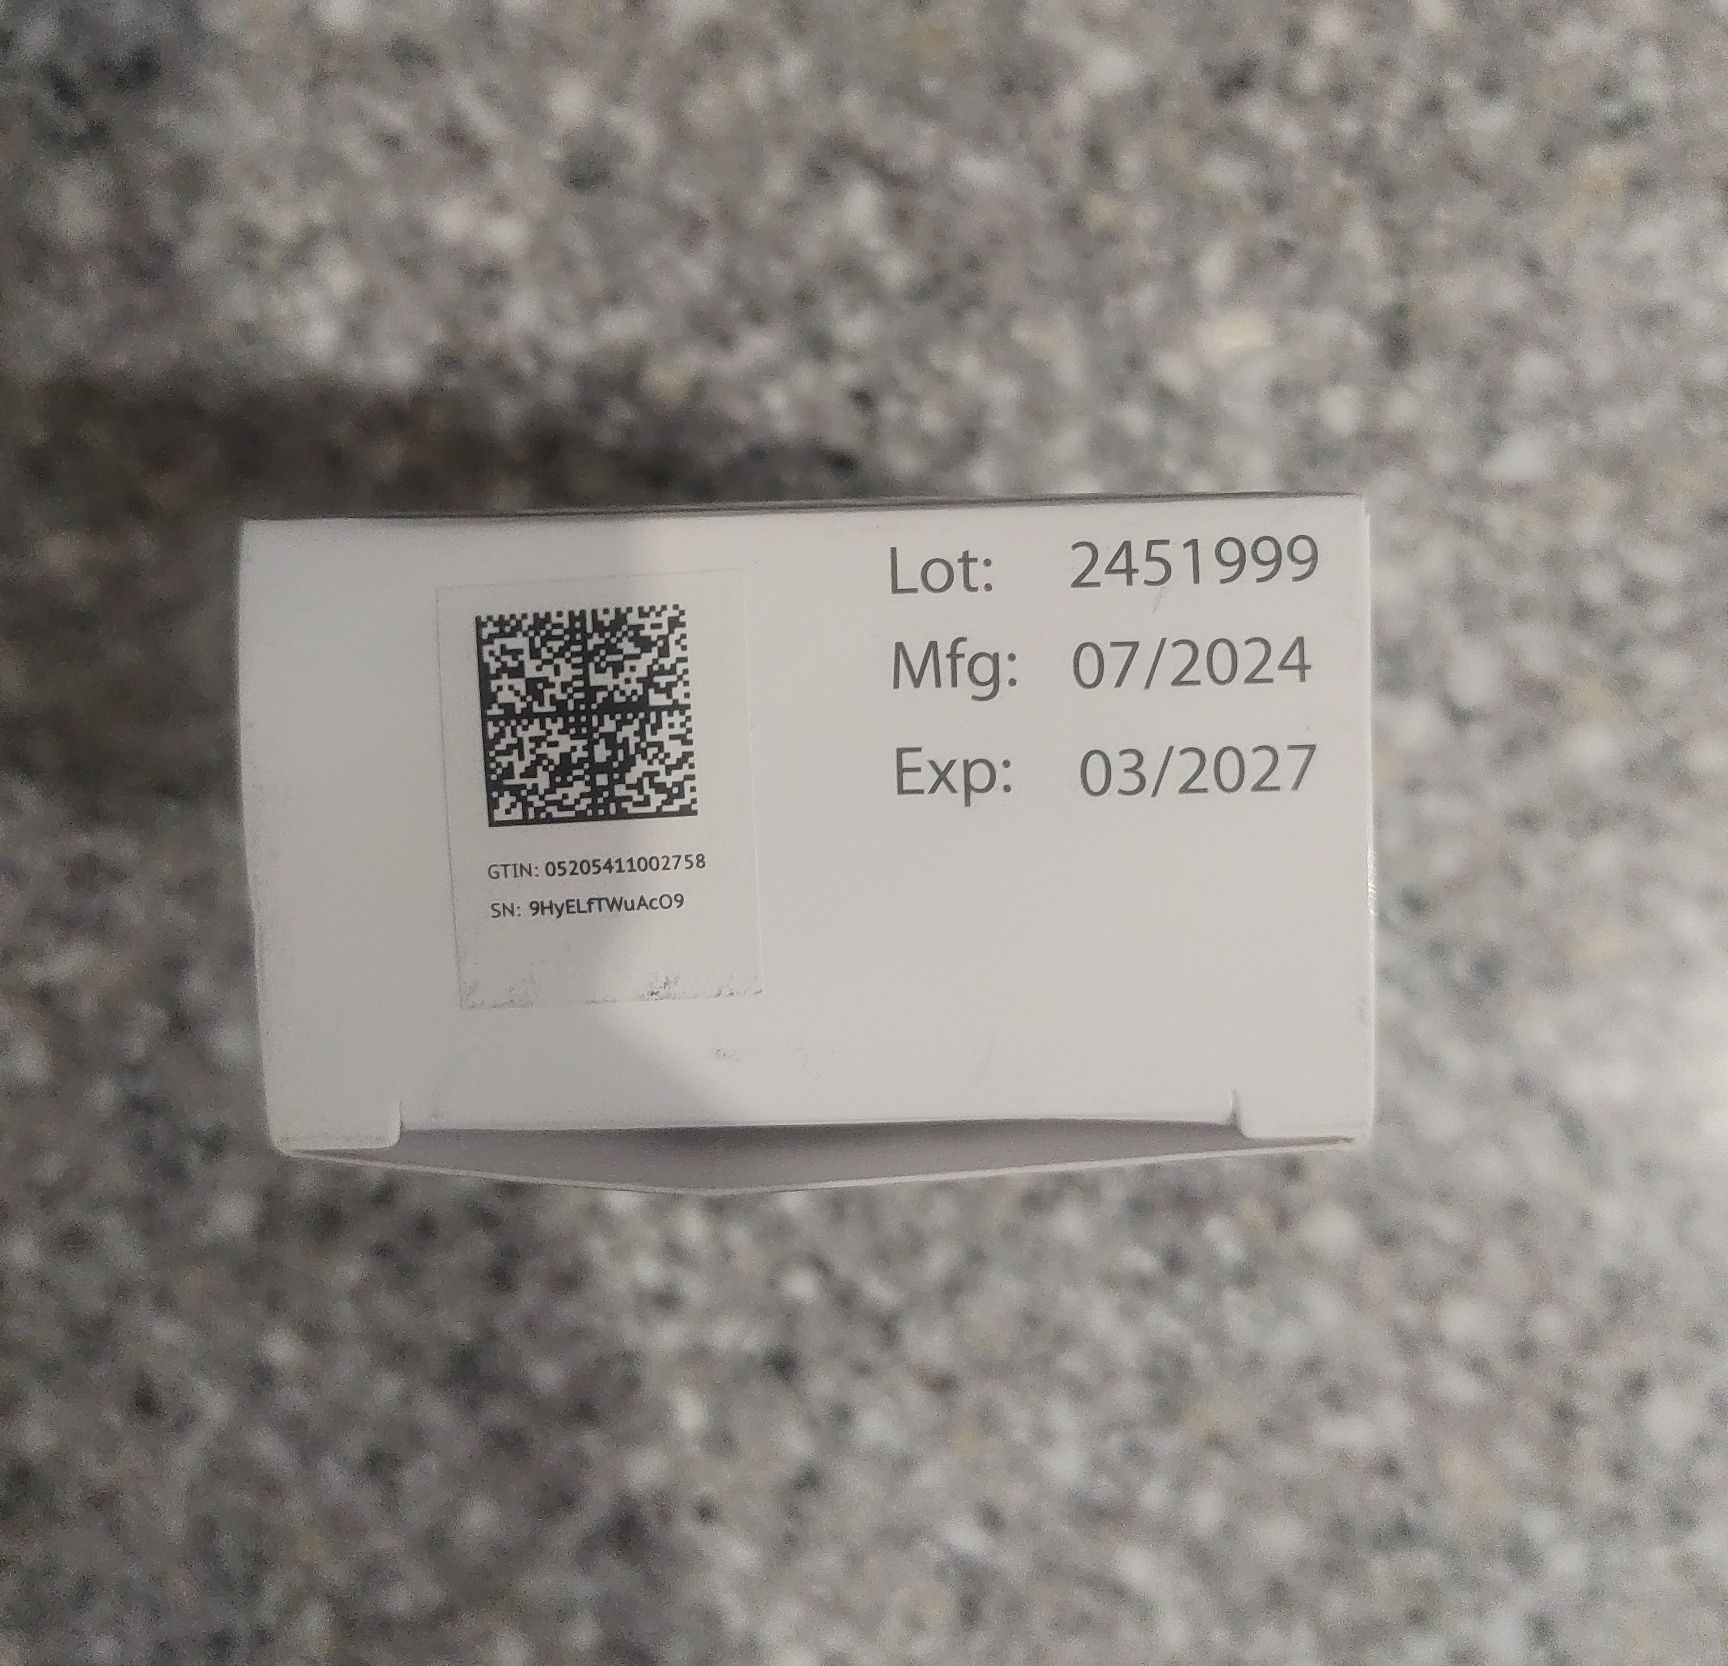 Lot: 2451999
Mfg: 07/2024
Exp: 03/2027
GTIN: 05205411002758
SN: 9HyELfTWuAcO9